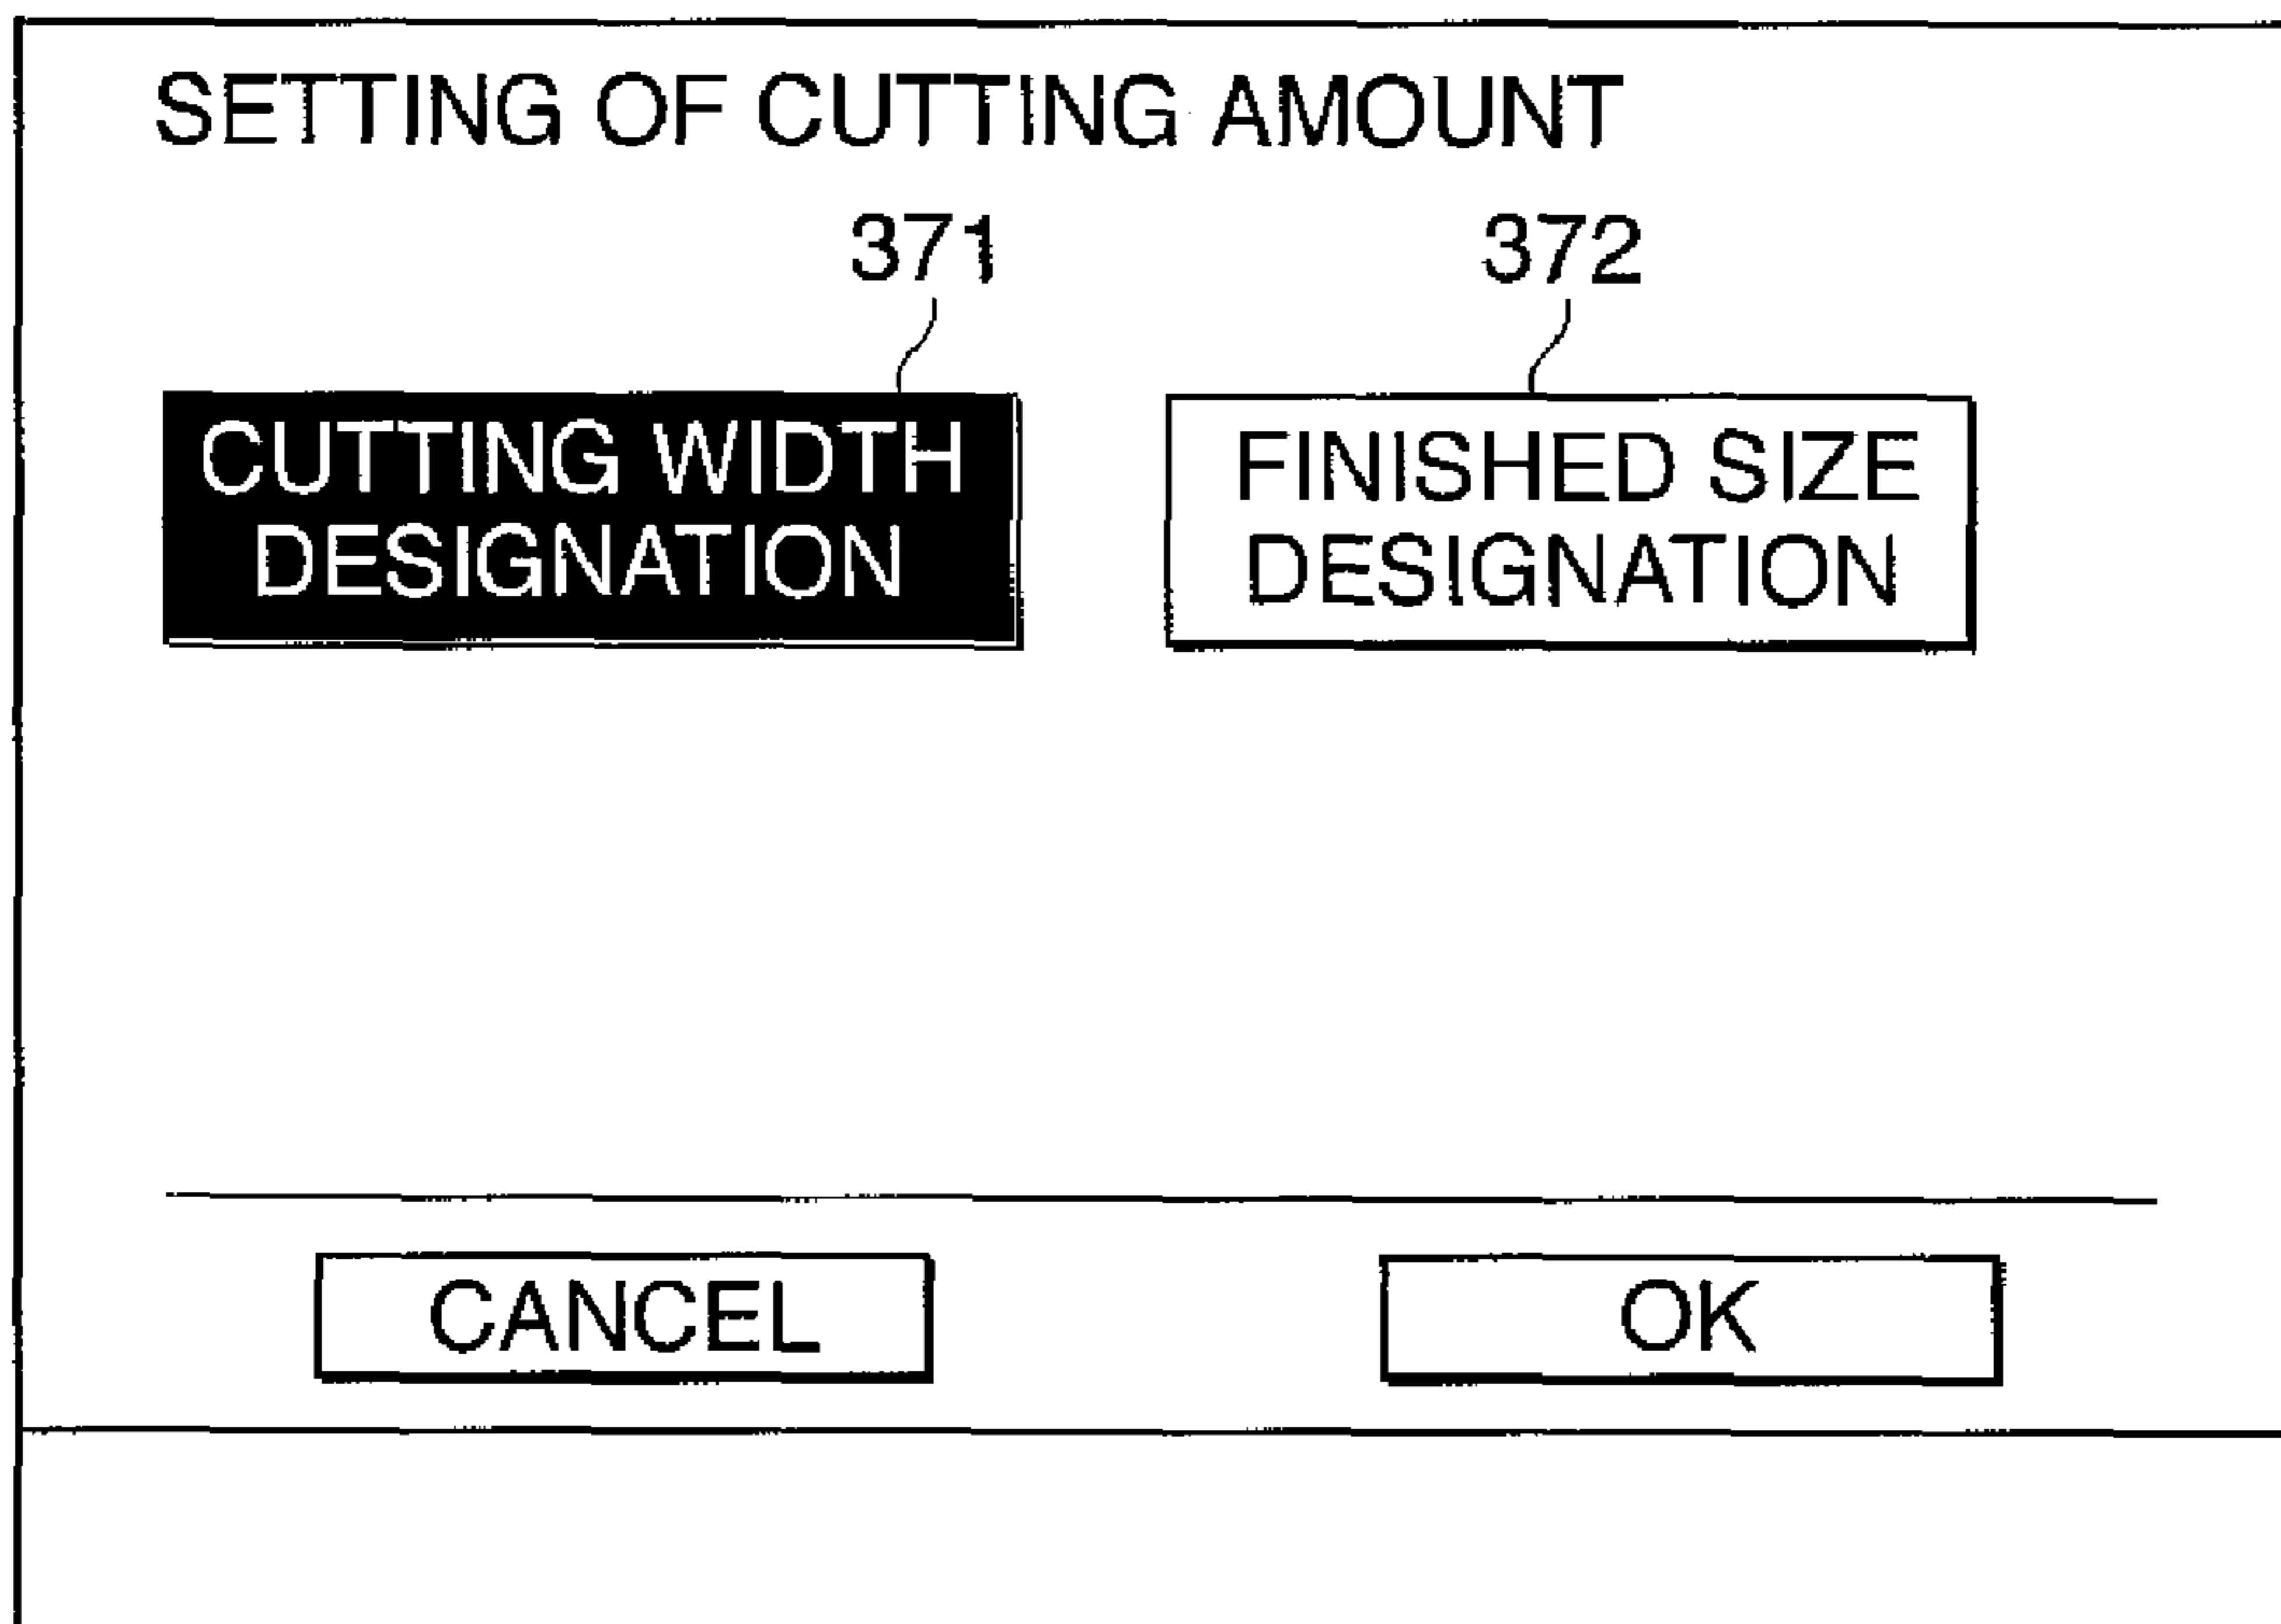 SETTING OF CUTTING AMOUNT
371
372
CUTTING WIDTH
DESIGNATION
FINISHED SIZE
DESIGNATION
CANCEL
OK